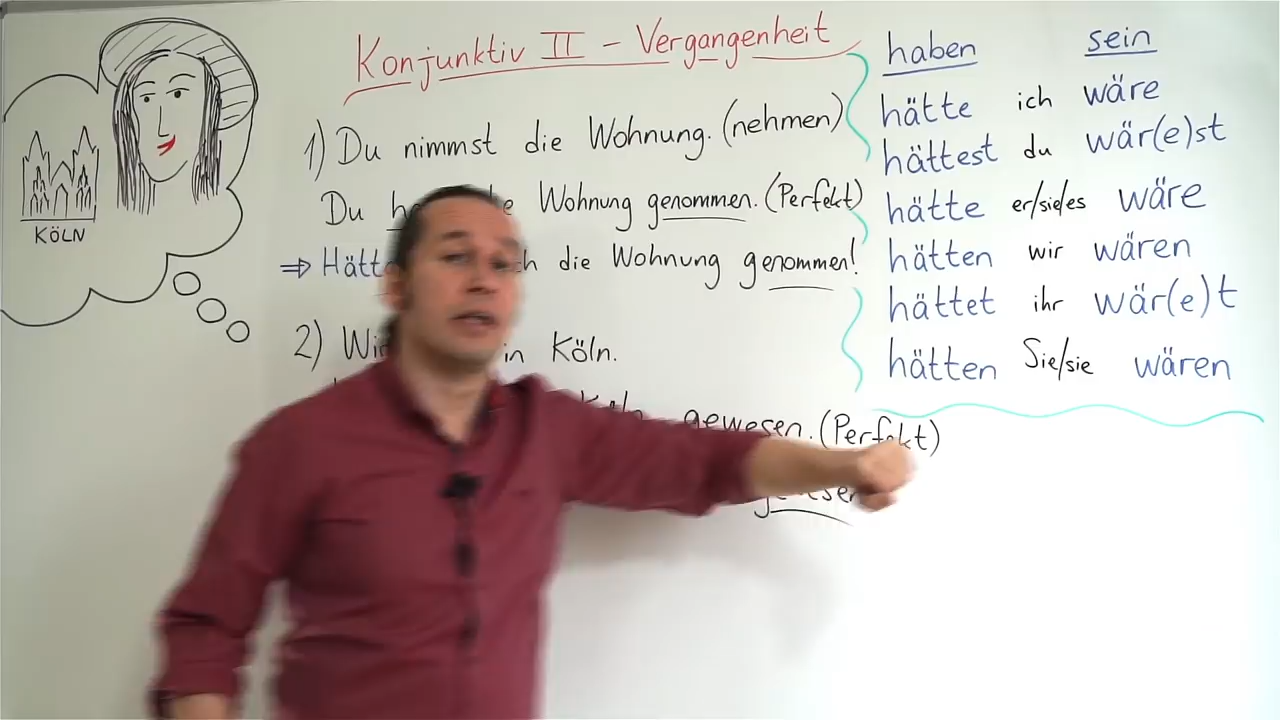 Konjunktiv II - Vergangenheit
1) Du nimmst die Wohnung. (nehmen)
Du Wohnung genommen. (Perfekt)
⇒ die Wohnung genommen!
2) in Köln.
gewesen. (Perfekt)
KÖLN
haben sein
hätte ich wäre
hättest du wär(e)st
hätte er/sie/es wäre
hätten wir wären
hättet ihr wär(e)t
hätten Sie/sie wären